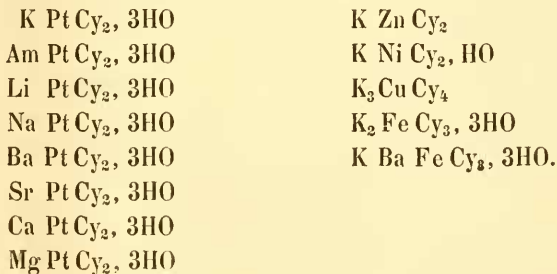 K Pt Cy₂, 3HO
Am Pt Cy₂, 3HO
Li Pt Cy₂, 3HO
Na Pt Cy₂, 3HO
Ba Pt Cy₂, 3HO
Sr Pt Cy₂, 3HO
Ca Pt Cy₂, 3HO
Mg Pt Cy₂, 3HO
K Zn Cy₂
K Ni Cy₂, HO
K₃ Cu Cy₄
K₂ Fe Cy₃, 3HO
K Ba Fe Cy₃, 3HO.